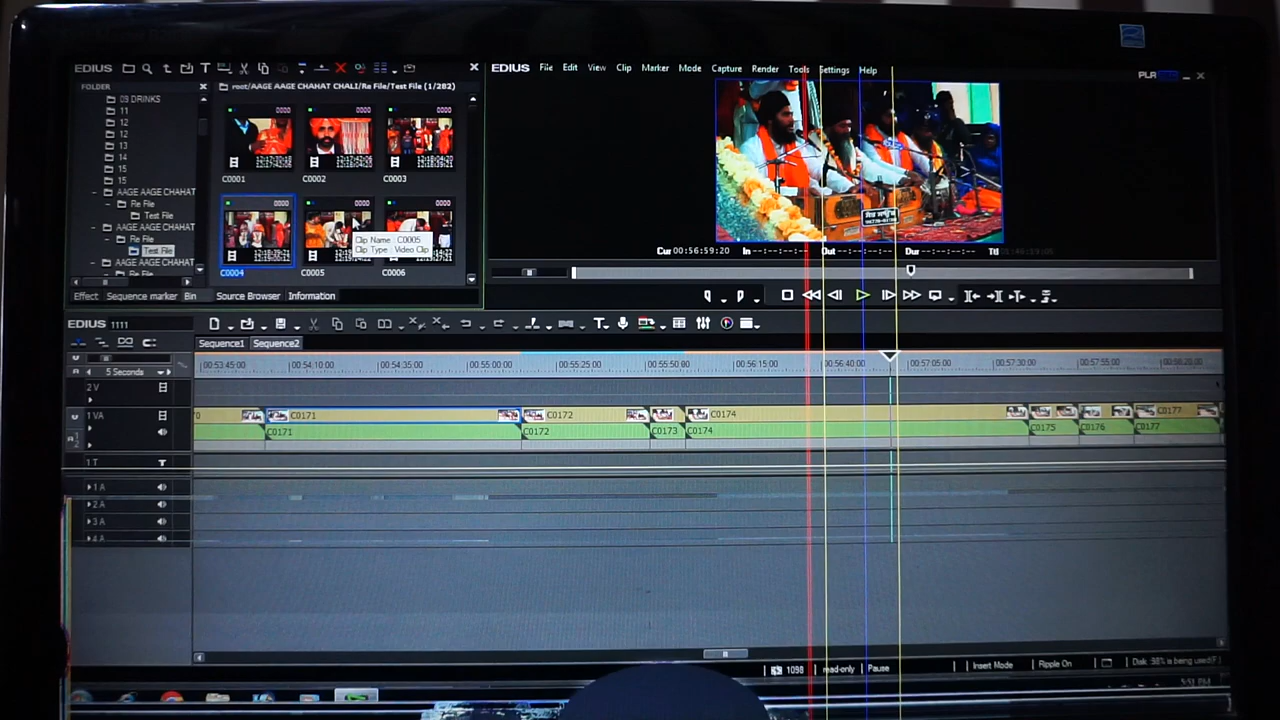 EDIUS
FOLDER
root/AAGE AAGE CHAHAT CHALI/Re File/Test File (1/282)
09 DRINKS
11
12
12
13
14
15
15
AAGE AAGE CHAHAT
Re File
Test File
AAGE AAGE CHAHAT
Re File
Test File
AAGE AAGE CHAHAT
Re File
0000 0000 0000
C0001 C0002 C0003
0000 0000 0000
C0004 C0005 C0006
Clip Name : C0005
Clip Type : Video Clip
Effect Sequence marker Bin Source Browser Information
EDIUS File Edit View Clip Marker Mode Capture Render Tools Settings Help
PLR
Cur 00:56:59:20 In --:--:--:-- Out --:--:--:-- Dur --:--:--:-- Ttl
EDIUS 1111
Sequence1 Sequence2
5 Seconds
00:53:45:00 00:54:10:00 00:54:35:00 00:55:00:00 00:55:25:00 00:55:50:00 00:56:15:00 00:56:40:00 00:57:05:00 00:57:30:00 00:57:55:00 00:58:20:00
2 V
1 VA C0171 C0172 C0174 C0177
C0171 C0172 C0173 C0174 C0175 C0176 C0177
1 T T
1 A
2 A
3 A
4 A
1098 read-only Pause Insert Mode Ripple On Disk: 98% is being used(F:)
5:51 PM